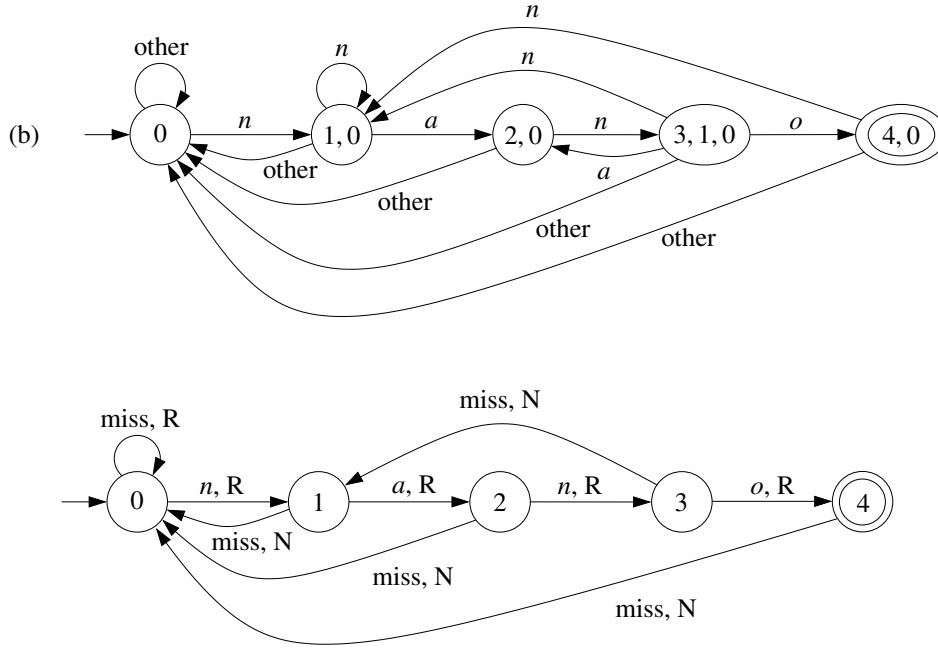 n
other n n
(b) 0 n 1, 0 a 2, 0 n 3, 1, 0 o 4, 0
other a
other other other
miss, N
miss, R
0 n, R 1 a, R 2 n, R 3 o, R 4
miss, N
miss, N
miss, N